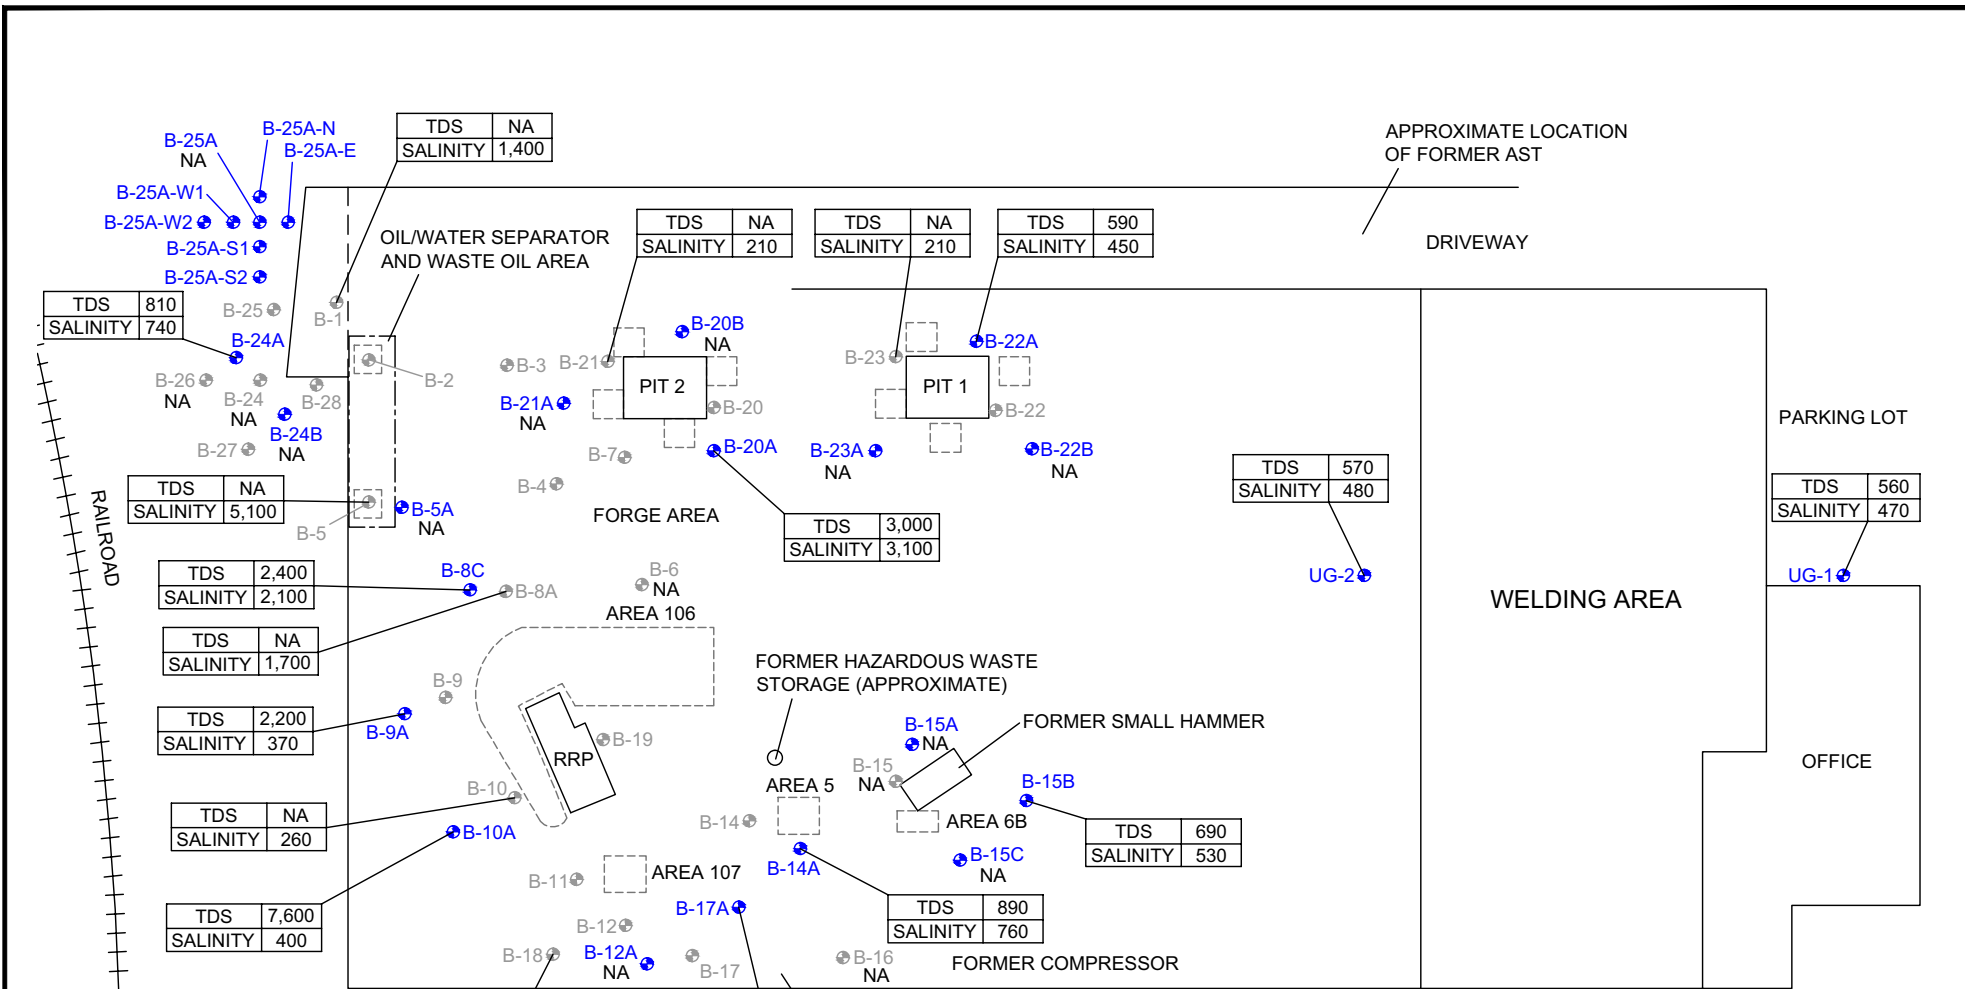 B-25A
NA
B-25A-N
B-25A-E
TDS NA
SALINITY 1,400
APPROXIMATE LOCATION
OF FORMER AST
B-25A-W1
B-25A-W2
B-25A-S1
B-25A-S2
OIL/WATER SEPARATOR
AND WASTE OIL AREA
TDS NA
SALINITY 210
TDS NA
SALINITY 210
TDS 590
SALINITY 450
DRIVEWAY
TDS 810
SALINITY 740
B-25
B-1
B-24A
B-20B
NA
B-22A
B-26
NA
B-24
NA
B-28
B-2
B-3
B-21
PIT 2
B-23
PIT 1
B-21A
NA
B-20
B-22
PARKING LOT
B-24B
NA
B-27
B-7
B-20A
B-23A
NA
B-22B
NA
B-4
TDS NA
SALINITY 5,100
B-5
B-5A
NA
FORGE AREA
TDS 3,000
SALINITY 3,100
TDS 570
SALINITY 480
TDS 560
SALINITY 470
RAILROAD
TDS 2,400
SALINITY 2,100
B-8C
B-8A
B-6
NA
AREA 106
UG-2
UG-1
WELDING AREA
TDS NA
SALINITY 1,700
FORMER HAZARDOUS WASTE
STORAGE (APPROXIMATE)
B-9
TDS 2,200
SALINITY 370
B-9A
B-19
RRP
B-15A
NA
FORMER SMALL HAMMER
B-15
NA
AREA 5
B-15B
OFFICE
B-10
TDS NA
SALINITY 260
B-10A
B-14
AREA 6B
TDS 690
SALINITY 530
B-14A
B-15C
NA
B-11
AREA 107
TDS 7,600
SALINITY 400
B-17A
TDS 890
SALINITY 760
B-12
B-18
B-12A
NA
B-17
B-16
NA
FORMER COMPRESSOR